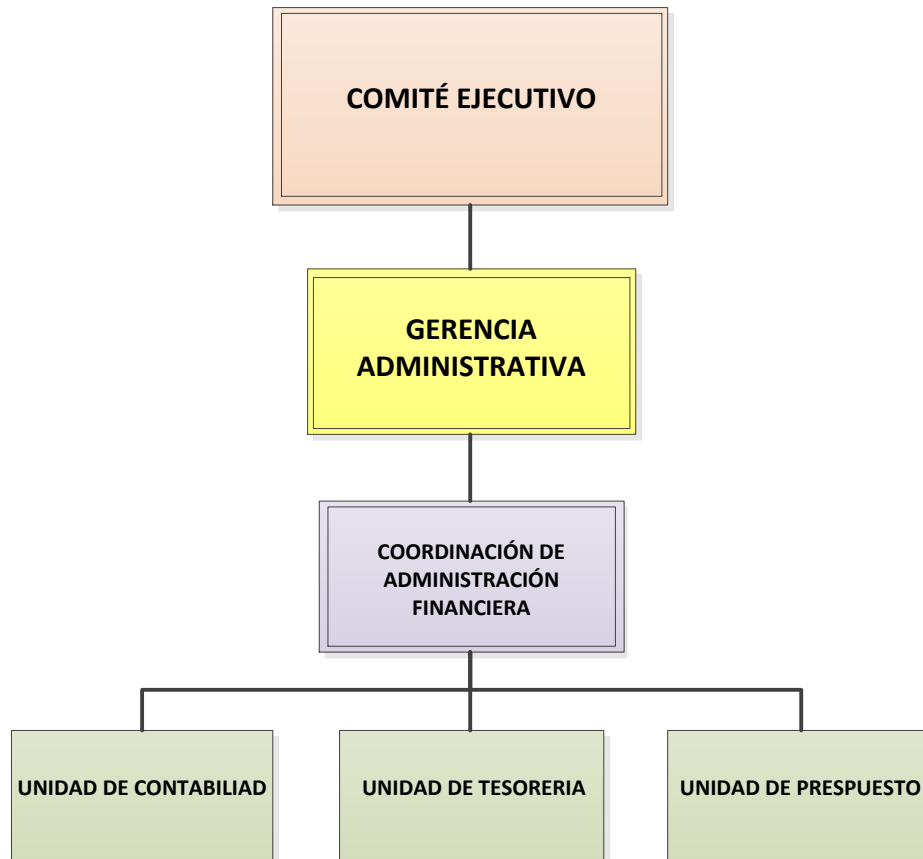 COMITÉ EJECUTIVO
GERENCIA
ADMINISTRATIVA
COORDINACIÓN DE
ADMINISTRACIÓN
FINANCIERA
UNIDAD DE CONTABILIAD
UNIDAD DE TESORERIA
UNIDAD DE PRESPUESTO